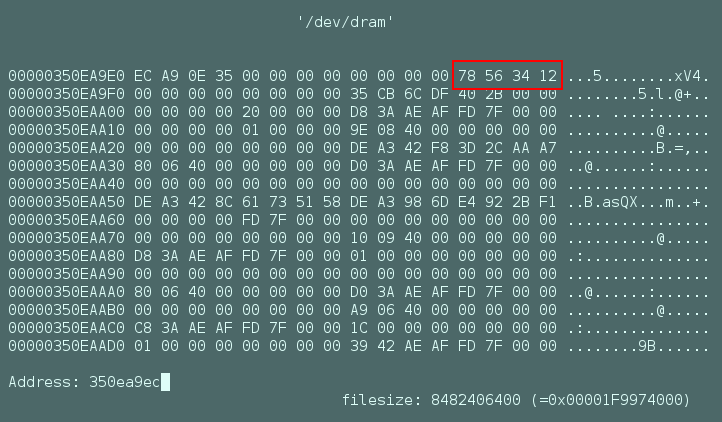 '/dev/dram'
00000350EA9E0 EC A9 0E 35 00 00 00 00 00 00 00 00 78 56 34 12 ...5........xV4.
00000350EA9F0 00 00 00 00 00 00 00 00 35 CB 6C DF 40 2B 00 00 ........5.l.@+..
00000350EAA00 00 00 00 00 20 00 00 00 D8 3A AE AF FD 7F 00 00 .... ....:......
00000350EAA10 00 00 00 00 01 00 00 00 9E 08 40 00 00 00 00 00 ..........@.....
00000350EAA20 00 00 00 00 00 00 00 00 DE A3 42 F8 3D 2C AA A7 ..........B.=,..
00000350EAA30 80 06 40 00 00 00 00 00 D0 3A AE AF FD 7F 00 00 ..@......:......
00000350EAA40 00 00 00 00 00 00 00 00 00 00 00 00 00 00 00 00 ................
00000350EAA50 DE A3 42 8C 61 73 51 58 DE A3 98 6D E4 92 2B F1 ..B.asQX...m..+.
00000350EAA60 00 00 00 00 FD 7F 00 00 00 00 00 00 00 00 00 00 ................
00000350EAA70 00 00 00 00 00 00 00 00 10 09 40 00 00 00 00 00 ..........@.....
00000350EAA80 D8 3A AE AF FD 7F 00 00 01 00 00 00 00 00 00 00 .:..............
00000350EAA90 00 00 00 00 00 00 00 00 00 00 00 00 00 00 00 00 ................
00000350EAAA0 80 06 40 00 00 00 00 00 D0 3A AE AF FD 7F 00 00 ..@......:......
00000350EAAB0 00 00 00 00 00 00 00 00 A9 06 40 00 00 00 00 00 ..........@.....
00000350EAAC0 C8 3A AE AF FD 7F 00 00 1C 00 00 00 00 00 00 00 .:..............
00000350EAAD0 01 00 00 00 00 00 00 00 39 42 AE AF FD 7F 00 00 ........9B......
Address: 350ea9ec
filesize: 8482406400 (=0x00001F9974000)